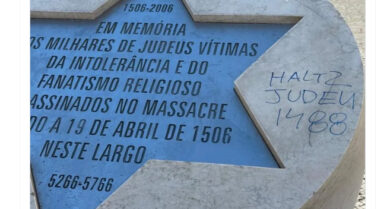 1506-2006
EM MEMÓRIA
OS MILHARES DE JUDEUS VÍTIMAS
DA INTOLERÂNCIA E DO
FANATISMO RELIGIOSO
ASSINADOS NO MASSACRE
DO A 19 DE ABRIL DE 1506
NESTE LARGO
5266-5766
HALTZ
JUDEU
1488